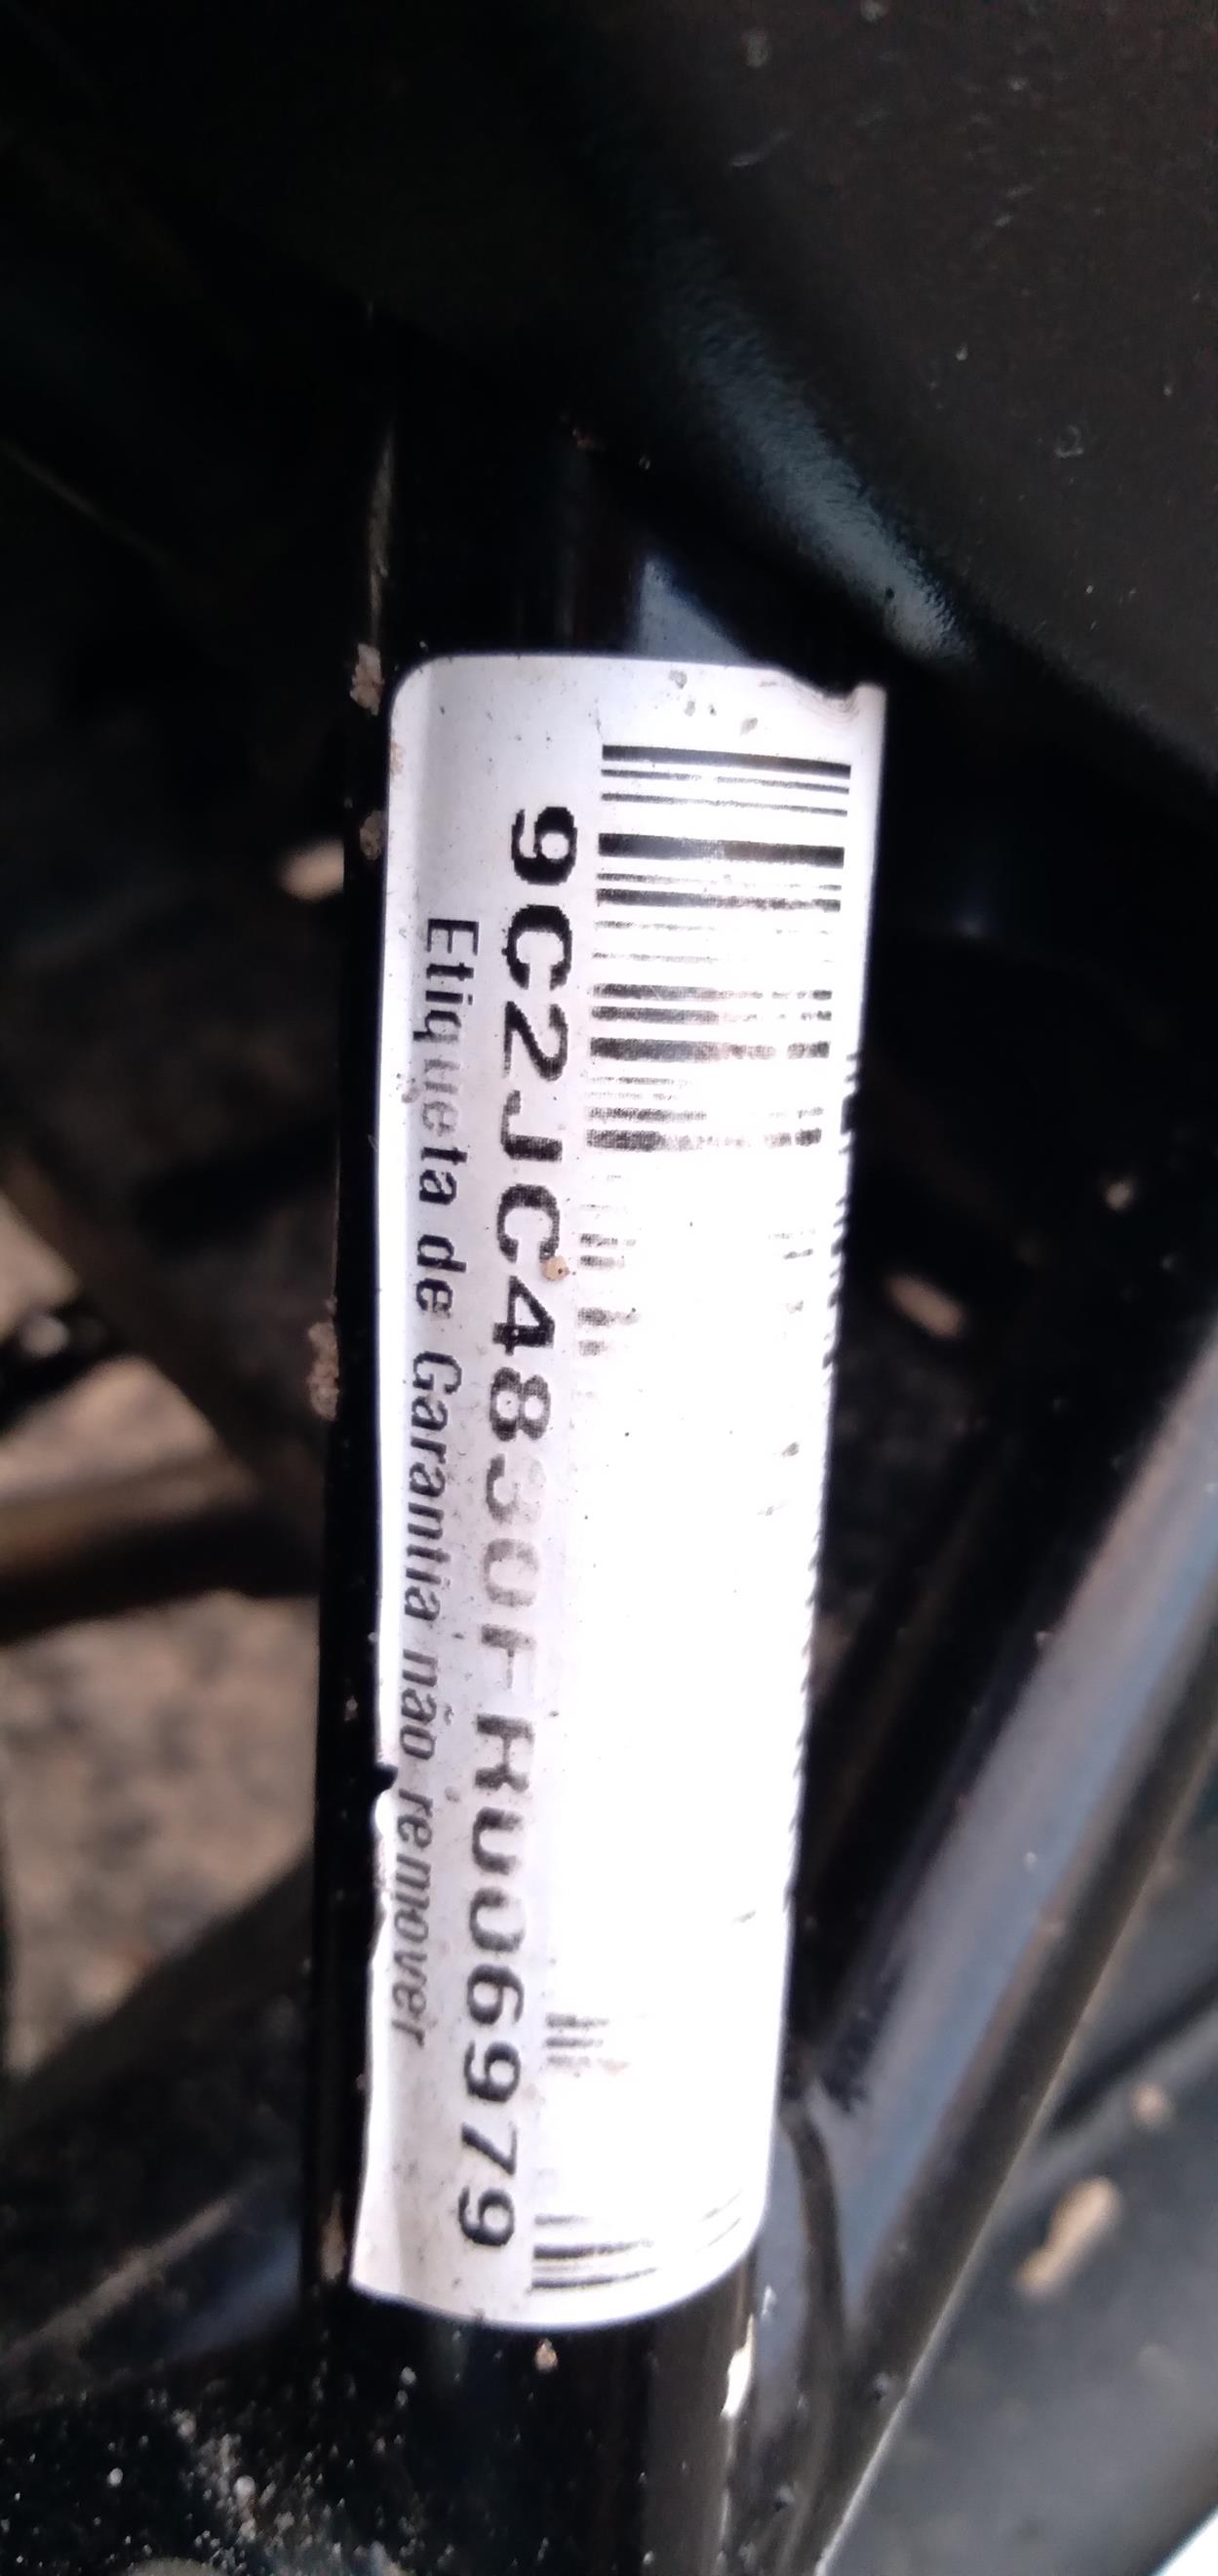 9C2JC4830FR006979
Etiqueta de Garantia não remover